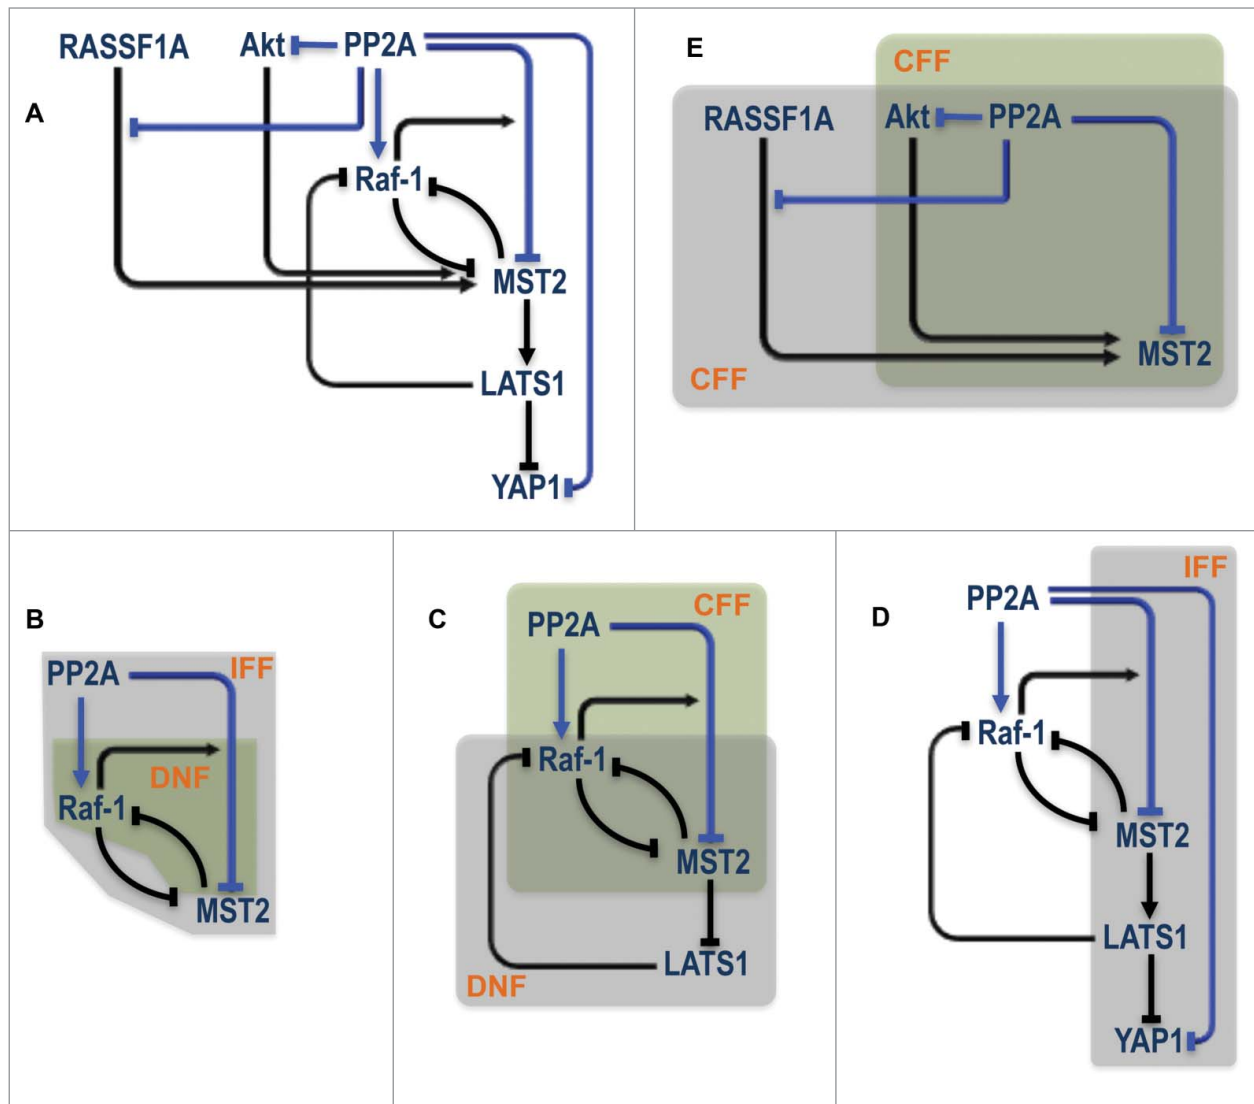 A
RASSF1A Akt PP2A
Raf-1
MST2
LATS1
YAP1
E
CFF
RASSF1A Akt PP2A
MST2
CFF
B
PP2A IFF
DNF
Raf-1
MST2
C
CFF
PP2A
Raf-1
MST2
LATS1
DNF
D
IFF
PP2A
Raf-1
MST2
LATS1
YAP1